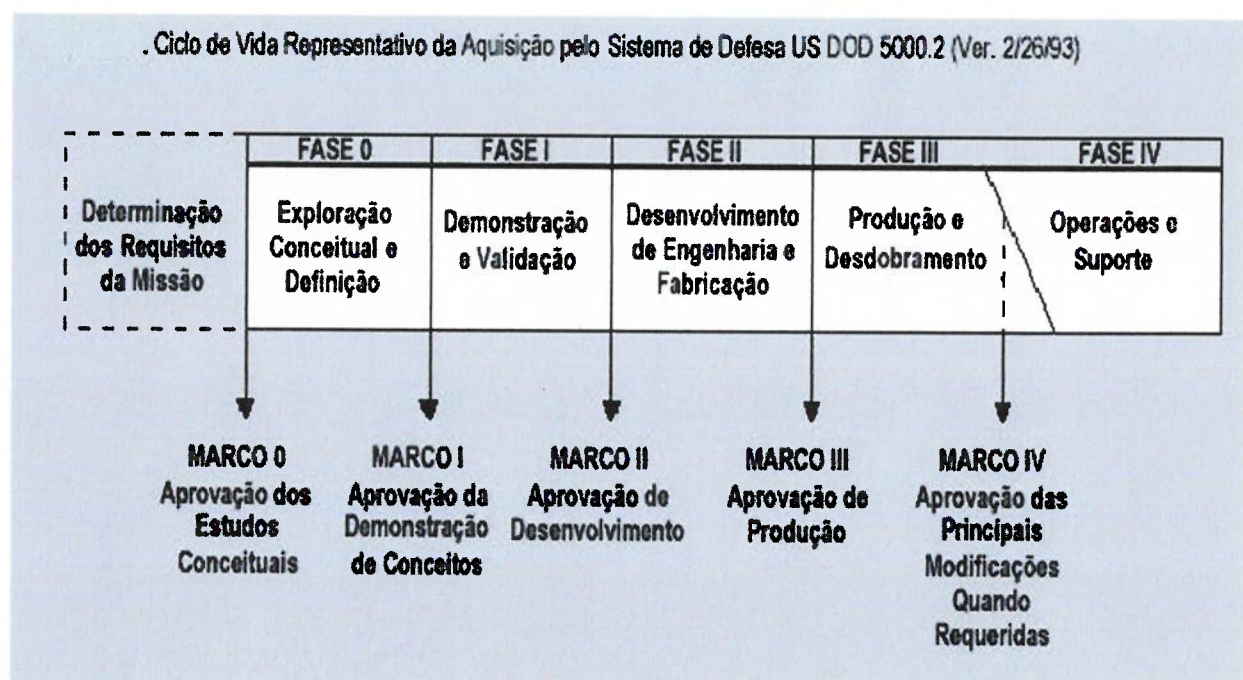 . Ciclo de Vida Representativo da Aquisição pelo Sistema de Defesa US DOD 5000.2 (Ver. 2/26/93)
FASE 0
FASE I
FASE II
FASE III
FASE IV
Determinação
dos Requisitos
da Missão
Exploração
Conceitual e
Definição
Demonstração
e Validação
Desenvolvimento
de Engenharia e
Fabricação
Produção e
Desdobramento
Operações e
Suporte
MARCO 0
Aprovação dos
Estudos
Conceituais
MARCO I
Aprovação da
Demonstração
de Conceitos
MARCO II
Aprovação de
Desenvolvimento
MARCO III
Aprovação de
Produção
MARCO IV
Aprovação das
Principais
Modificações
Quando
Requeridas